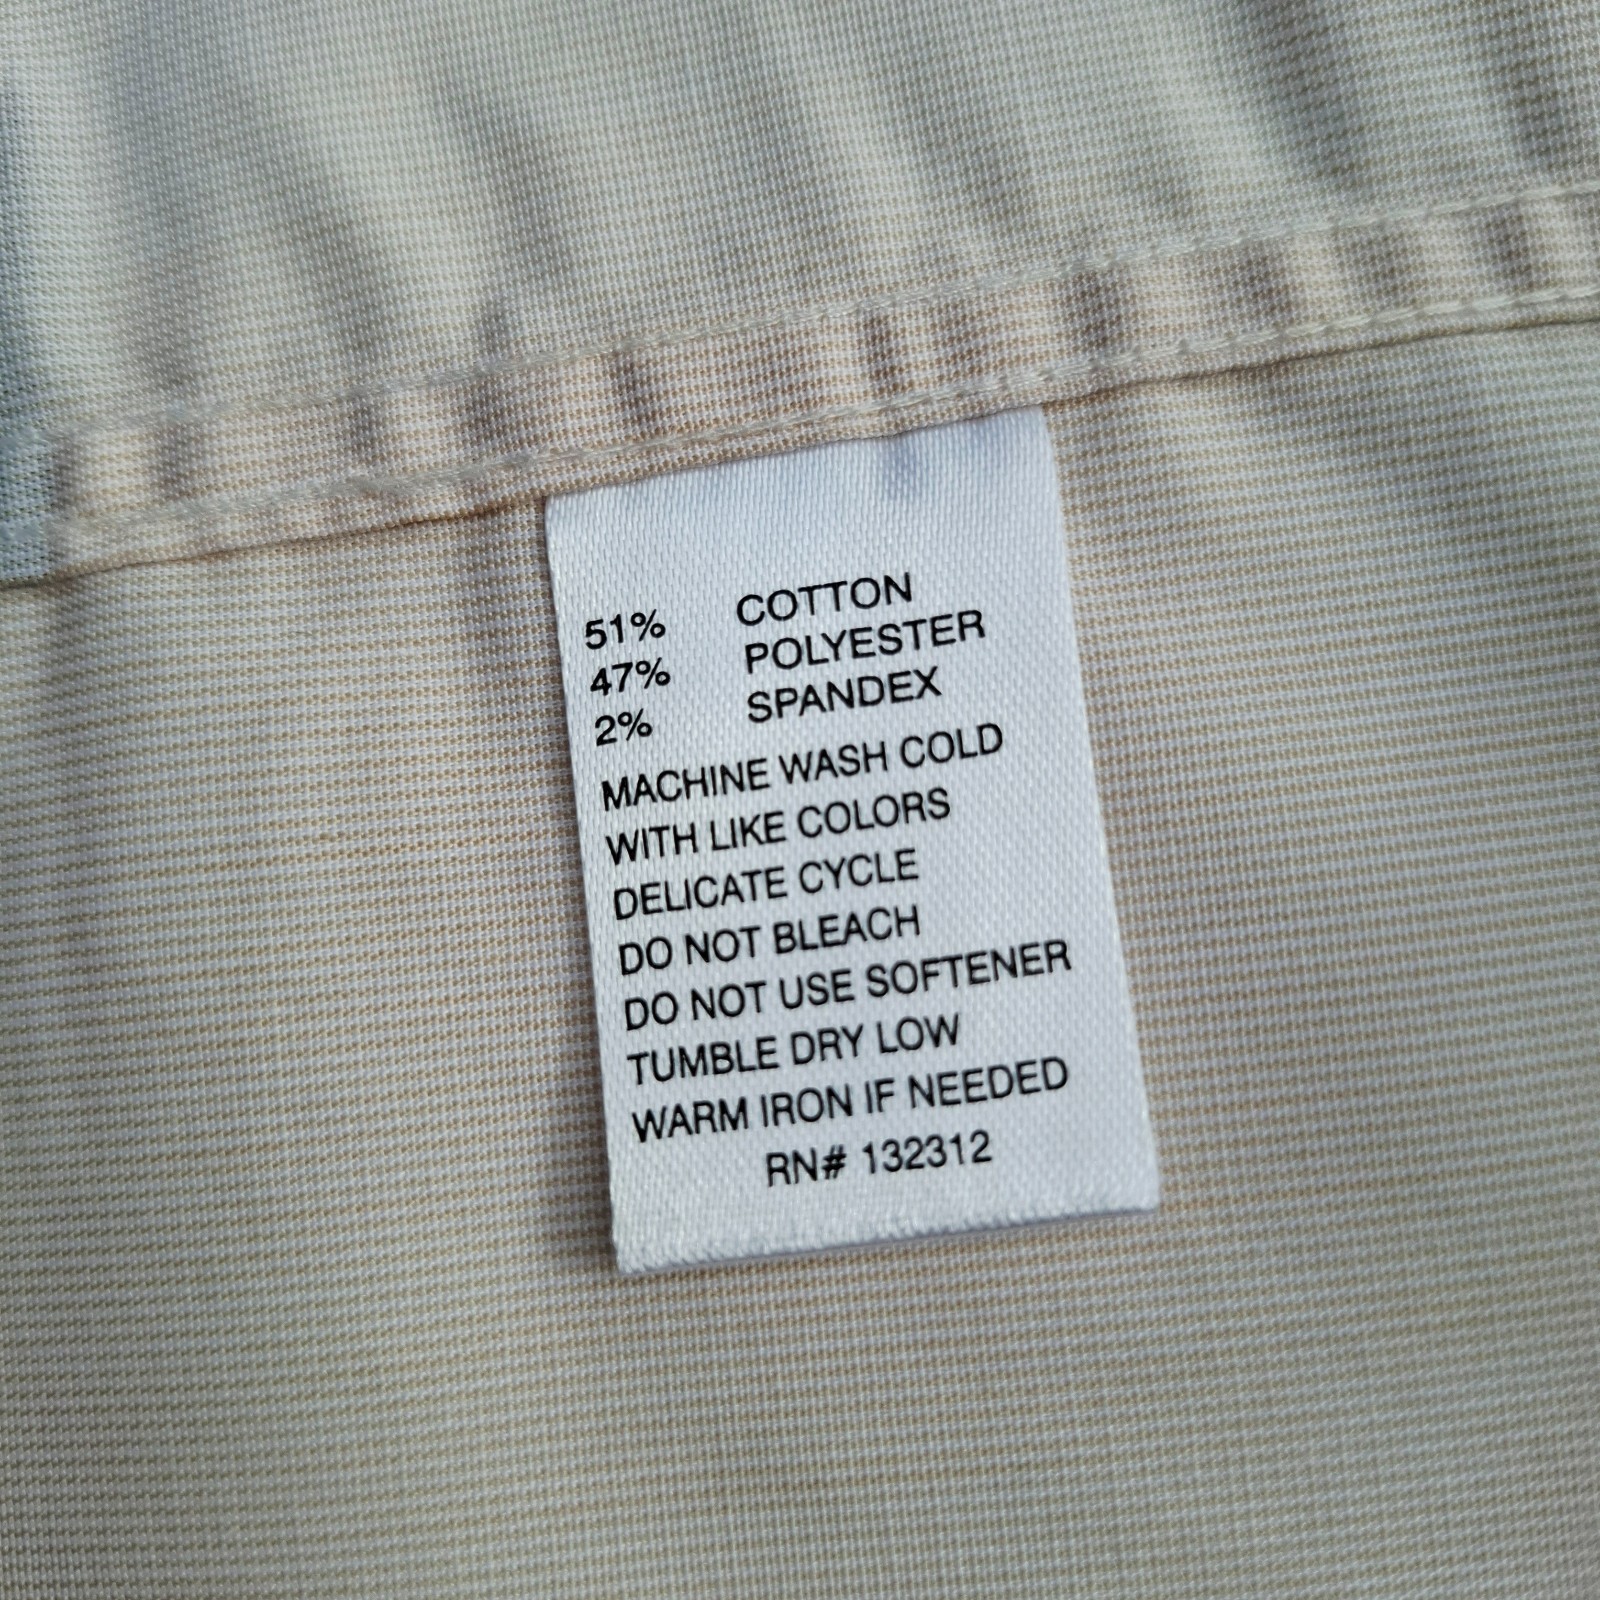 51% COTTON
47% POLYESTER
2% SPANDEX
MACHINE WASH COLD
WITH LIKE COLORS
DELICATE CYCLE
DO NOT BLEACH
DO NOT USE SOFTENER
TUMBLE DRY LOW
WARM IRON IF NEEDED
RN# 132312